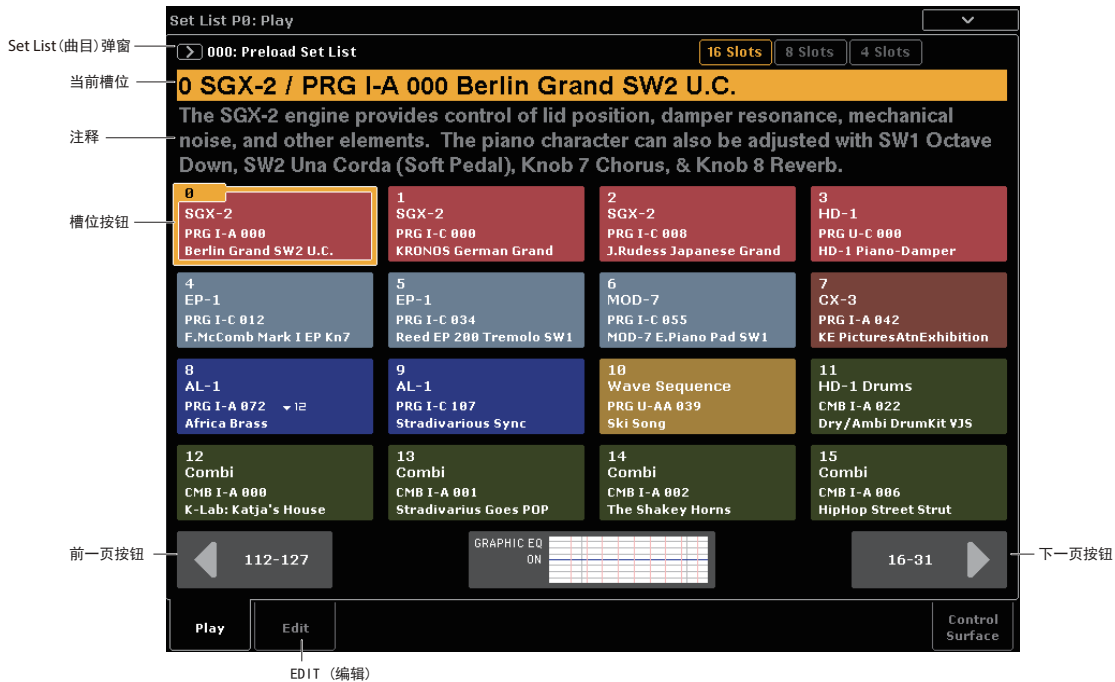 Set List P0: Play
Set List(曲目)弹窗
000: Preload Set List
16 Slots
8 Slots
4 Slots
当前槽位
0 SGX-2 / PRG I-A 000 Berlin Grand SW2 U.C.
注释
The SGX-2 engine provides control of lid position, damper resonance, mechanical
noise, and other elements. The piano character can also be adjusted with SW1 Octave
Down, SW2 Una Corda (Soft Pedal), Knob 7 Chorus, & Knob 8 Reverb.
槽位按钮
0
SGX-2
PRG I-A 000
Berlin Grand SW2 U.C.
1
SGX-2
PRG I-C 000
KRONOS German Grand
2
SGX-2
PRG I-C 008
J.Rudess Japanese Grand
3
HD-1
PRG U-C 000
HD-1 Piano-Damper
4
EP-1
PRG I-C 012
F.McComb Mark I EP Kn7
5
EP-1
PRG I-C 034
Reed EP 200 Tremolo SW1
6
MOD-7
PRG I-C 055
MOD-7 E.Piano Pad SW1
7
CX-3
PRG I-A 042
KE PicturesAtnExhibition
8
AL-1
PRG I-A 072 12
Africa Brass
9
AL-1
PRG I-C 107
Stradivarious Sync
10
Wave Sequence
PRG U-AA 039
Ski Song
11
HD-1 Drums
CMB I-A 022
Dry/Ambi DrumKit VJS
12
Combi
CMB I-A 000
K-Lab: Katja's House
13
Combi
CMB I-A 001
Stradivarius Goes POP
14
Combi
CMB I-A 002
The Shakey Horns
15
Combi
CMB I-A 006
HipHop Street Strut
前一页按钮
112-127
GRAPHIC EQ
ON
16-31
下一页按钮
Play
Edit
Control
Surface
EDIT (编辑)